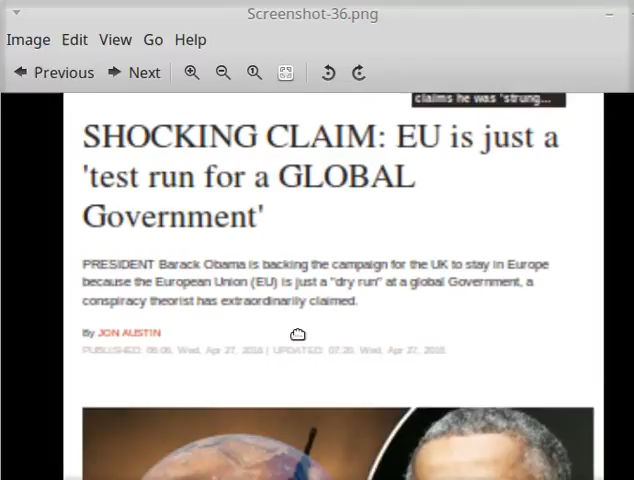 Screenshot-36.png
Image Edit View Go Help
Previous Next
claims he was 'strung...
SHOCKING CLAIM: EU is just a
'test run for a GLOBAL
Government'
PRESIDENT Barack Obama is backing the campaign for the UK to stay in Europe
because the European Union (EU) is just a "dry run" at a global Government, a
conspiracy theorist has extraordinarily claimed.
By JON AUSTIN
PUBLISHED: 06:06, Wed, Apr 27, 2016 | UPDATED: 07:20, Wed, Apr 27, 2016